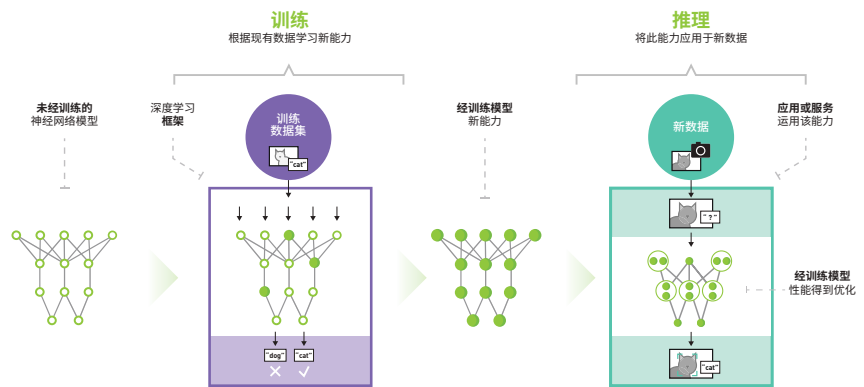 训练
根据现有数据学习新能力
推理
将此能力应用于新数据
未经训练的
神经网络模型
深度学习
框架
训练
数据集
"cat"
经训练模型
新能力
新数据
应用或服务
运用该能力
"?"
经训练模型
性能得到优化
"dog"
"cat"
"cat"